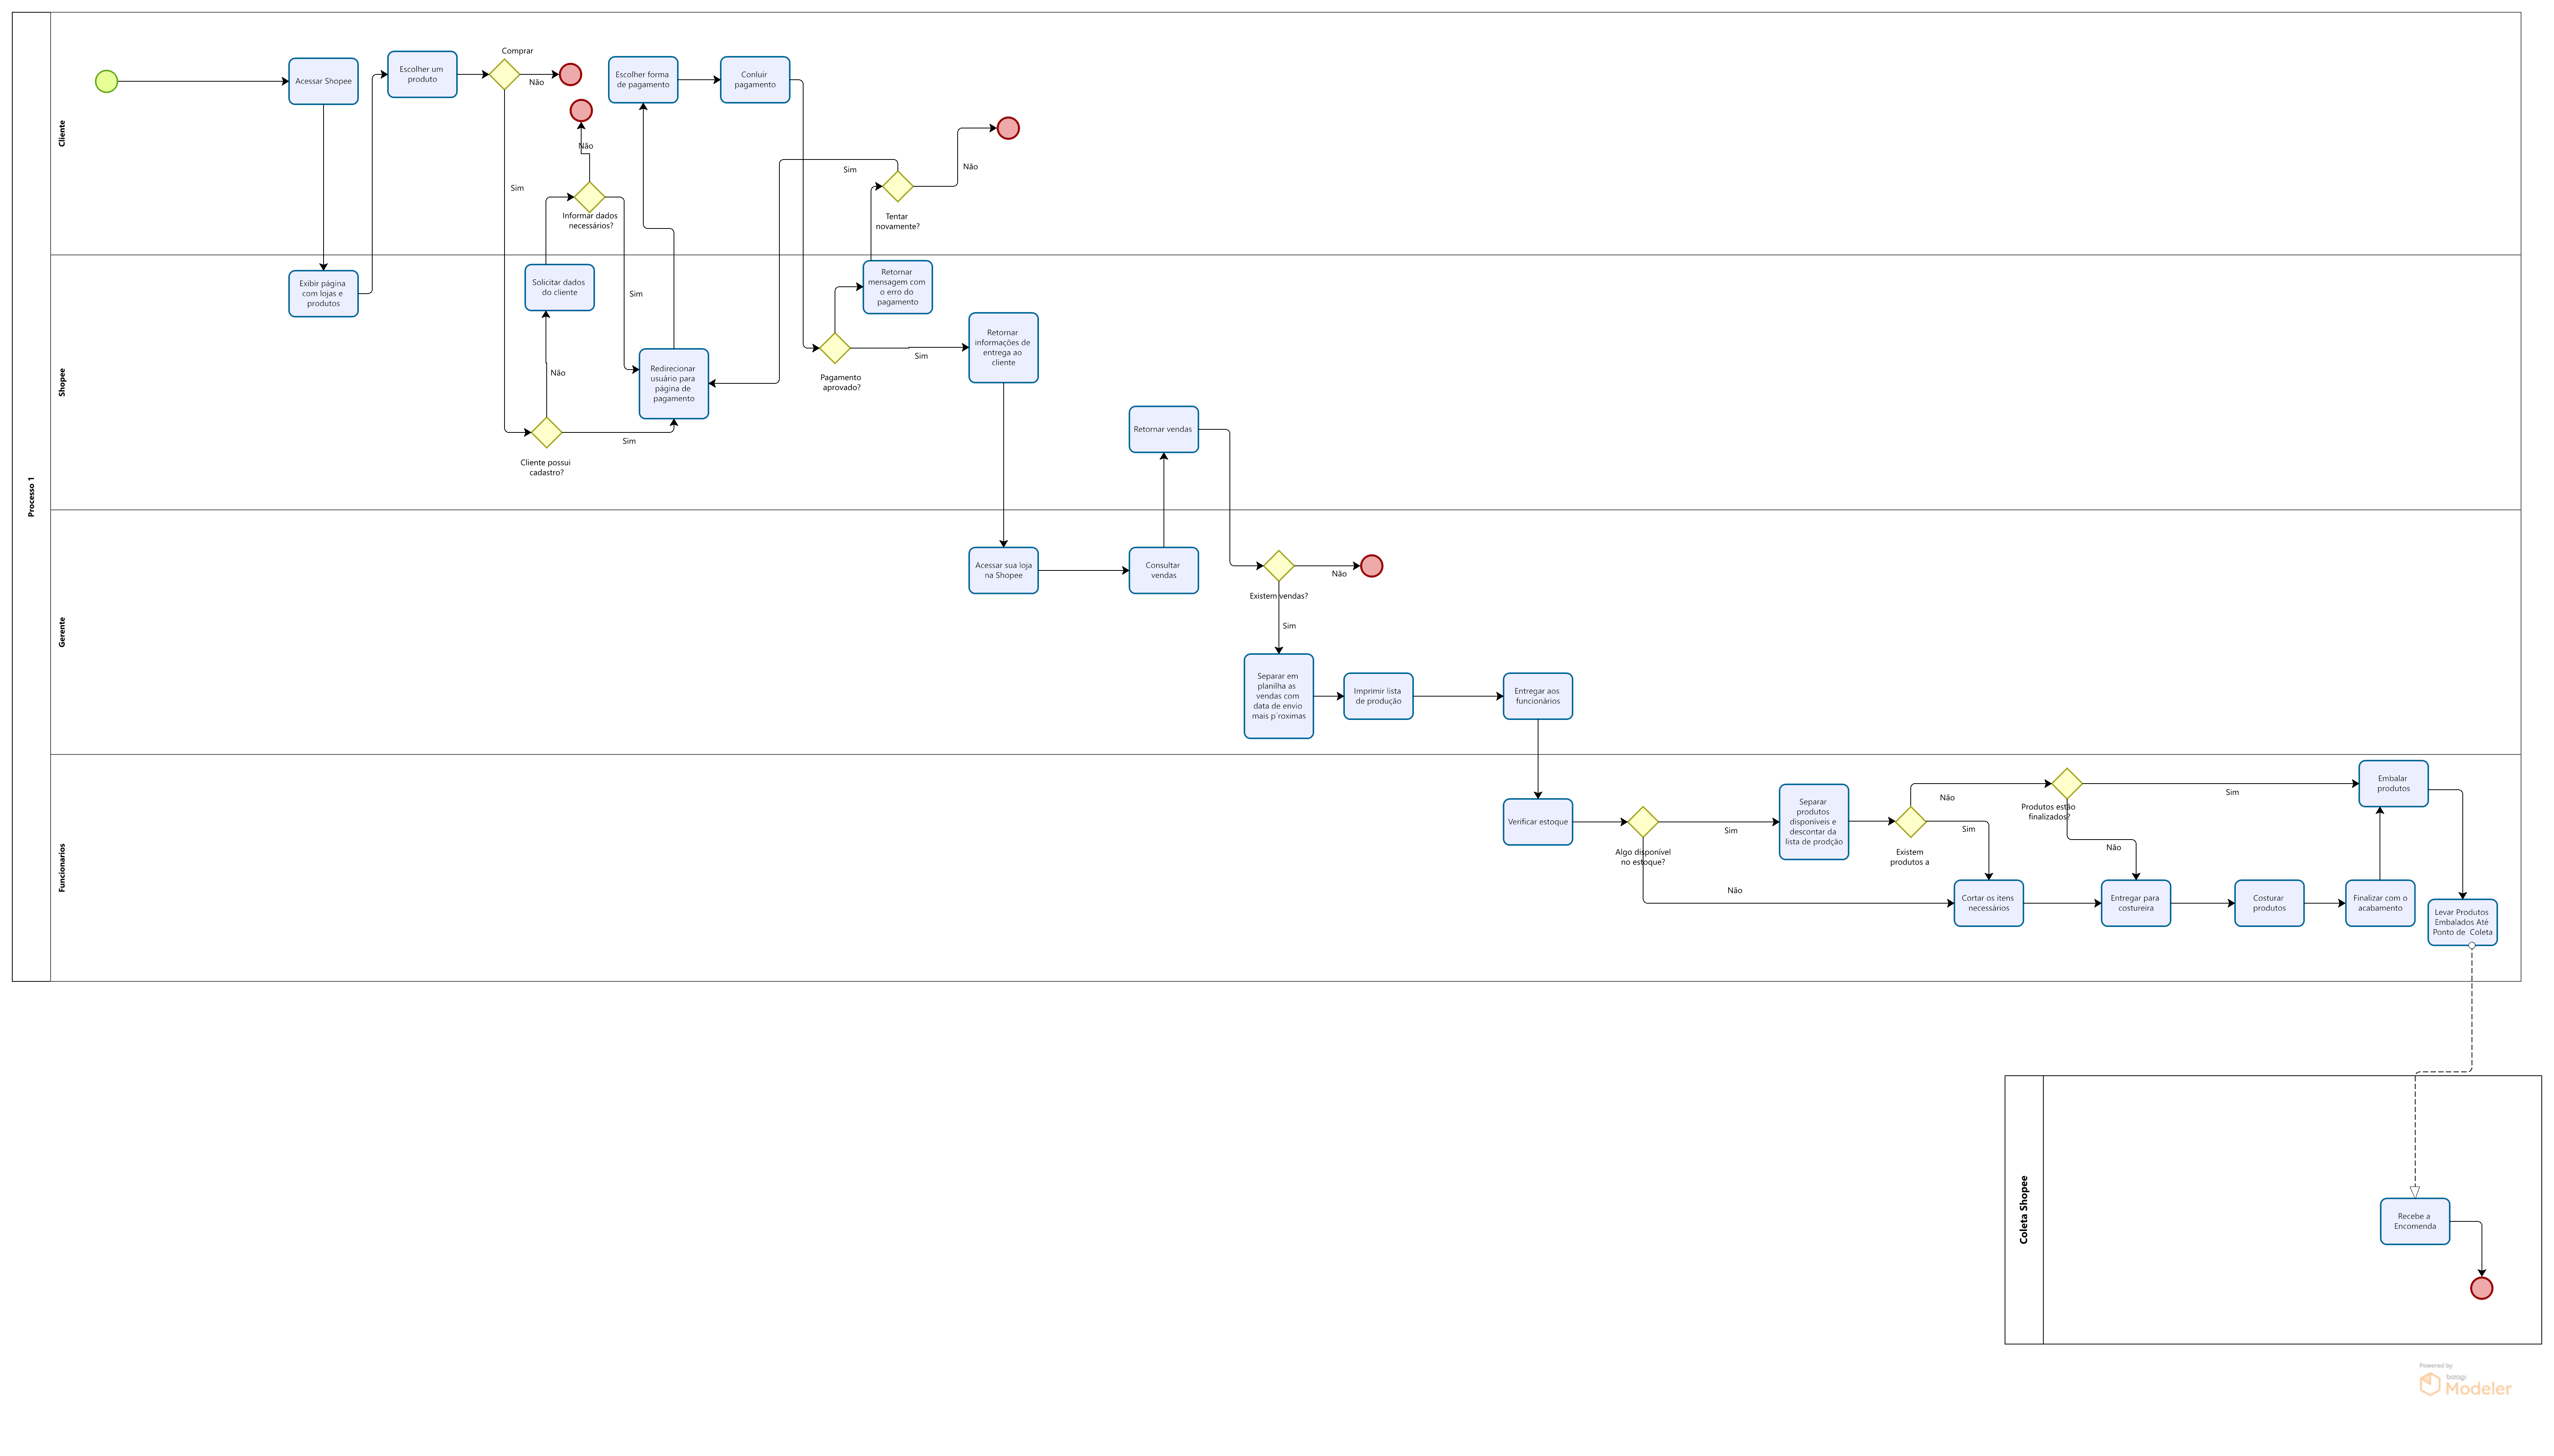 Processo 1
Cliente
Acessar Shopee
Escolher um
produto
Comprar
Não
Sim
Não
Informar dados
necessários?
Escolher forma
de pagamento
Conluir
pagamento
Sim
Tentar
novamente?
Não
Shopee
Exibir página
com lojas e
produtos
Solicitar dados
do cliente
Sim
Não
Cliente possui
cadastro?
Sim
Redirecionar
usuário para
página de
pagamento
Retornar
mensagem com
o erro do
pagamento
Pagamento
aprovado?
Sim
Retornar
informações de
entrega ao
cliente
Retornar vendas
Gerente
Acessar sua loja
na Shopee
Consultar
vendas
Existem vendas?
Não
Sim
Separar em
planilha as
vendas com
data de envio
mais p´roximas
Imprimir lista
de produção
Entregar aos
funcionários
Funcionarios
Verificar estoque
Algo disponível
no estoque?
Sim
Não
Separar
produtos
disponíveis e
descontar da
lista de prodção
Existem
produtos a
Não
Sim
Produtos estão
finalizados?
Sim
Não
Embalar
produtos
Cortar os itens
necessários
Entregar para
costureira
Costurar
produtos
Finalizar com o
acabamento
Levar Produtos
Embalados Até
Ponto de Coleta
Coleta Shopee
Recebe a
Encomenda
Powered by
bizagi
Modeler